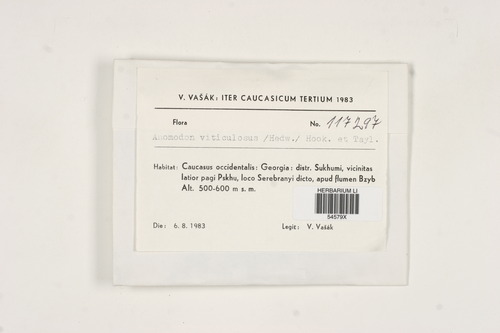 V. VAŠÁK: ITER CAUCASICUM TERTIUM 1983
Flora No. 117297
Anomodon viticulosus /Hedw./ Hook. et Tayl.
Habitat: Caucasus occidentalis: Georgia: distr. Sukhumi, vicinitas
latior pagi Pskhu, loco Serebranyi dicto, apud flumen Bzyb
Alt. 500-600 m s. m.
HERBARIUM LI
54579X
Die: 6. 8. 1983 Legit: V. Vašák